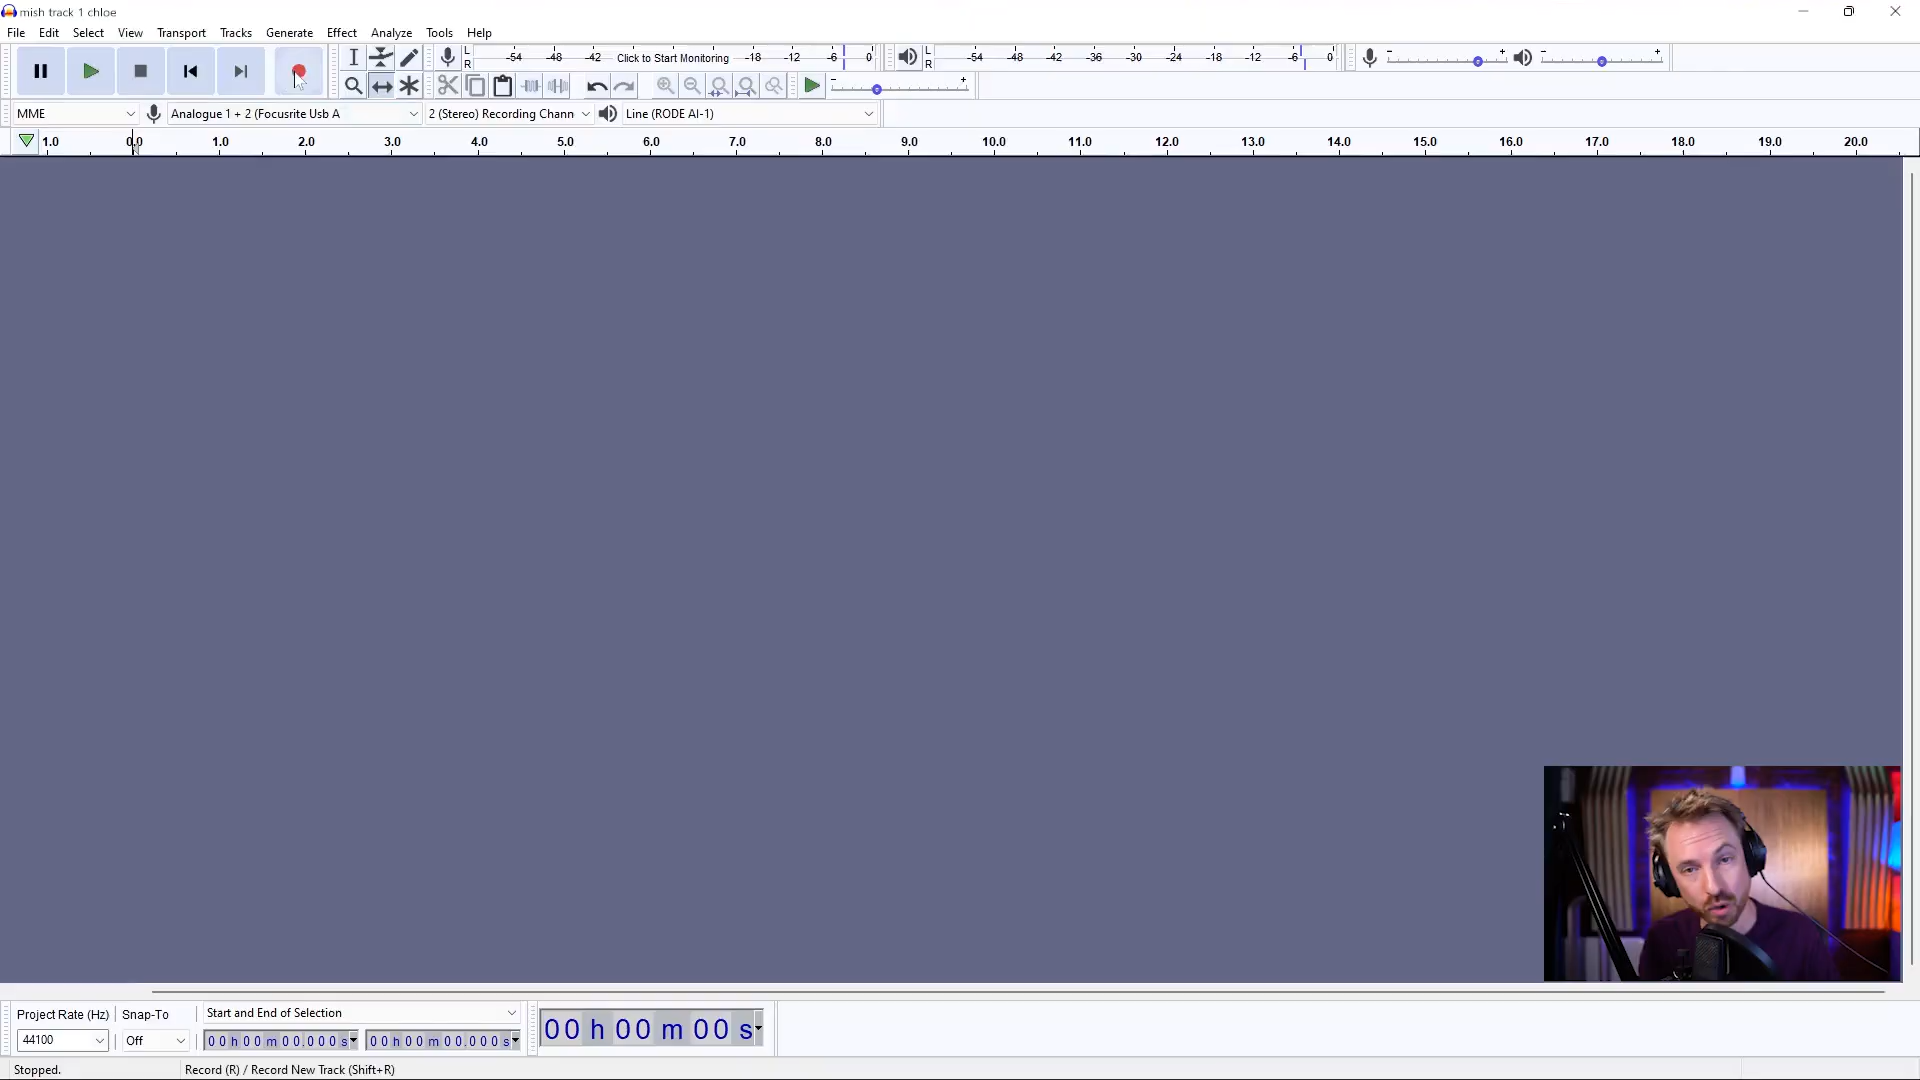 mish track 1 chloe
File Edit Select View Transport Tracks Generate Effect Analyze Tools Help
L R -54 -48 -42 Click to Start Monitoring -18 -12 -6 0 L R -54 -48 -42 -36 -30 -24 -18 -12 -6 0 - + - +
- +
MME Analogue 1 + 2 (Focusrite Usb A 2 (Stereo) Recording Chann Line (RODE AI-1)
1.0 0.0 1.0 2.0 3.0 4.0 5.0 6.0 7.0 8.0 9.0 10.0 11.0 12.0 13.0 14.0 15.0 16.0 17.0 18.0 19.0 20.0
Project Rate (Hz) Snap-To Start and End of Selection
44100 Off 00 h 00 m 00.000 s 00 h 00 m 00.000 s 00 h 00 m 00 s
Stopped. Record (R) / Record New Track (Shift+R)